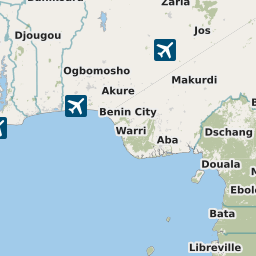 Zaria
Djougou
Jos
Ogbomosho
Makurdi
Akure
Benin City
Warri
Aba
Dschang
Douala
Bata
Libreville